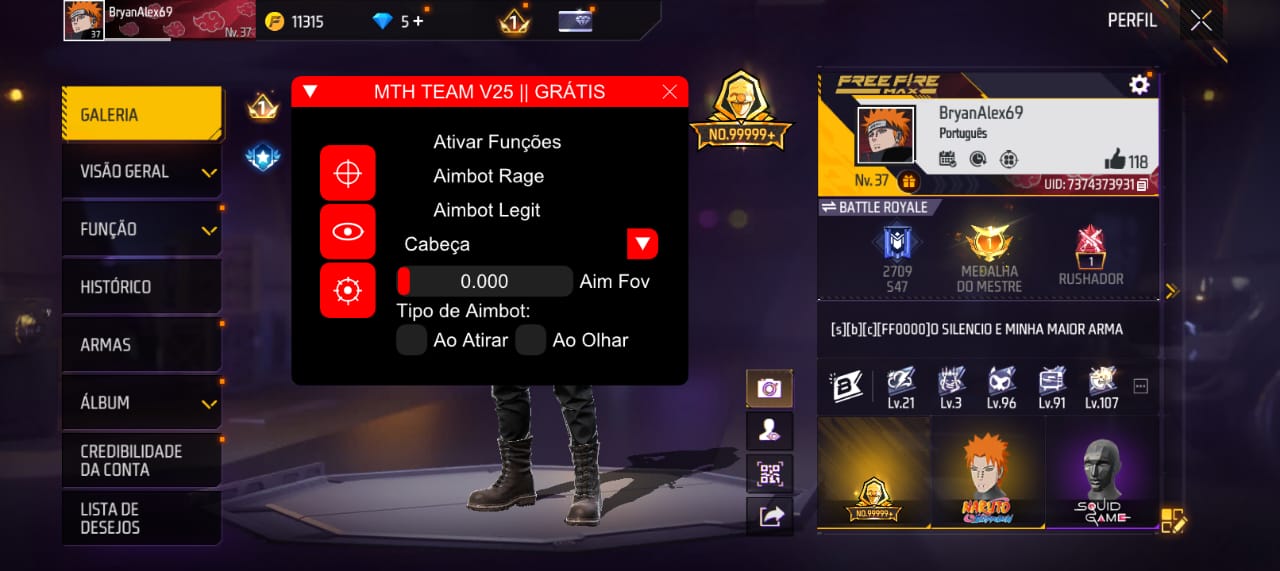 BryanAlex69
37
Nv. 37
11315
5 +
1
PERFIL
GALERIA
VISÃO GERAL
FUNÇÃO
HISTÓRICO
ARMAS
ÁLBUM
CREDIBILIDADE
DA CONTA
LISTA DE
DESEJOS
1
MTH TEAM V25 || GRÁTIS
Ativar Funções
Aimbot Rage
Aimbot Legit
Cabeça
0.000
Aim Fov
Tipo de Aimbot:
Ao Atirar
Ao Olhar
NO.99999+
FREE FIRE
MAX
BryanAlex69
Português
118
Nv. 37
UID: 7374373931
BATTLE ROYALE
2709
S47
1
MEDALHA
DO MESTRE
1
RUSHADOR
[s][b][c][FF0000]O SILENCIO E MINHA MAIOR ARMA
Lv.21
Lv.3
Lv.96
Lv.91
Lv.107
NO.99999+
NARUTO
SQUID
GAME